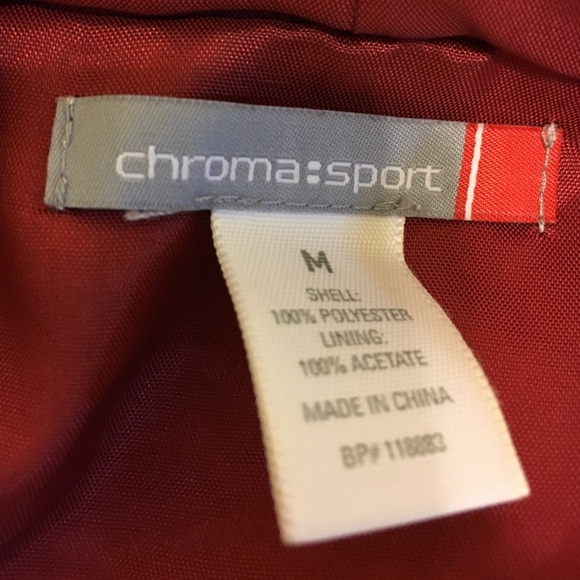 chroma:sport
M
SHELL:
100% POLYESTER
LINING:
100% ACETATE
MADE IN CHINA
BP# 118883